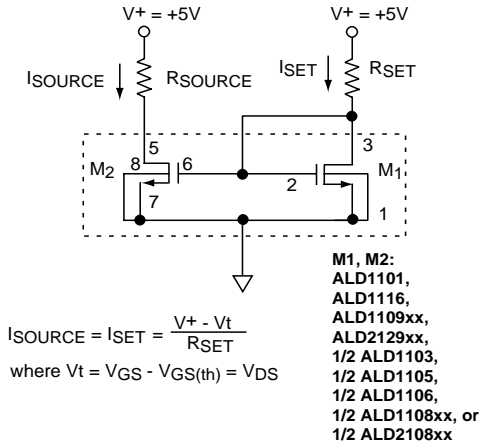 V+ = +5V
V+ = +5V
ISOURCE
RSOURCE
ISET
RSET
5
3
M2
8
6
2
M1
7
1
M1, M2:
ALD1101,
ALD1116,
ALD1109xx,
ALD2129xx,
1/2 ALD1103,
1/2 ALD1105,
1/2 ALD1106,
1/2 ALD1108xx, or
1/2 ALD2108xx
ISOURCE = ISET = V+ - Vt / RSET
where Vt = VGS - VGS(th) = VDS